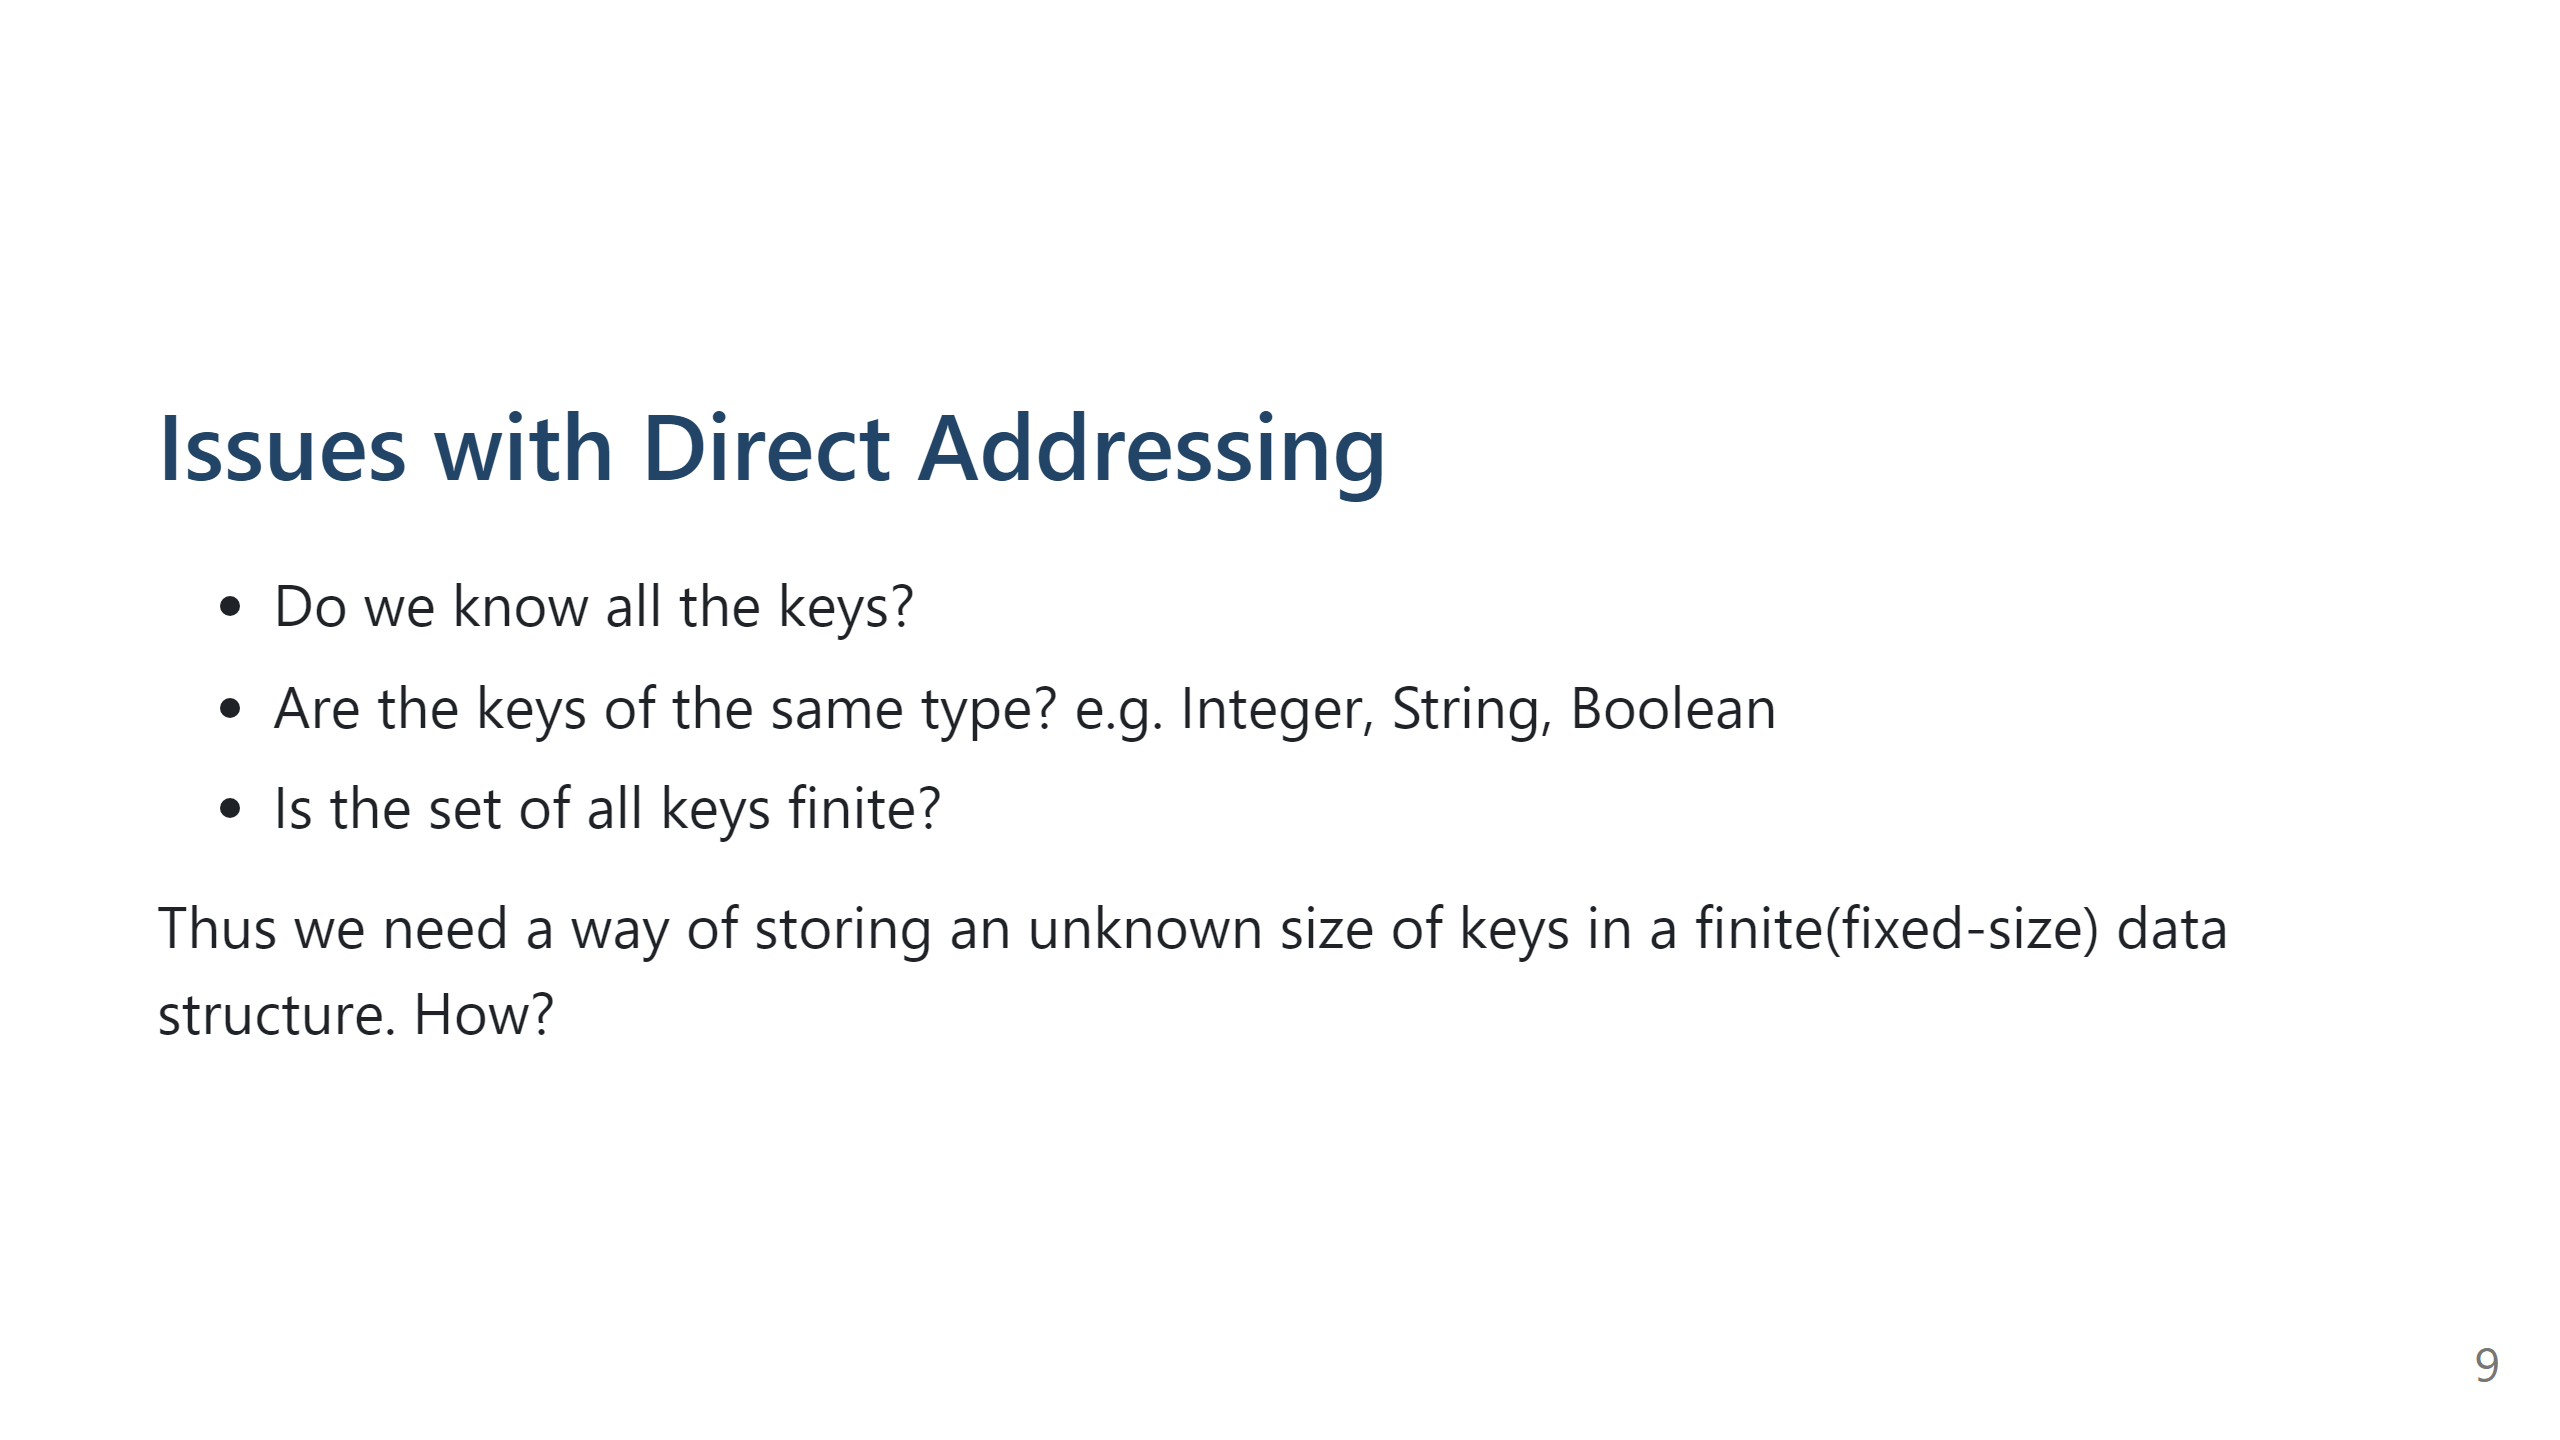 Issues with Direct Addressing
• Do we know all the keys?
• Are the keys of the same type? e.g. Integer, String, Boolean
• Is the set of all keys finite?
Thus we need a way of storing an unknown size of keys in a finite(fixed-size) data
structure. How?
9